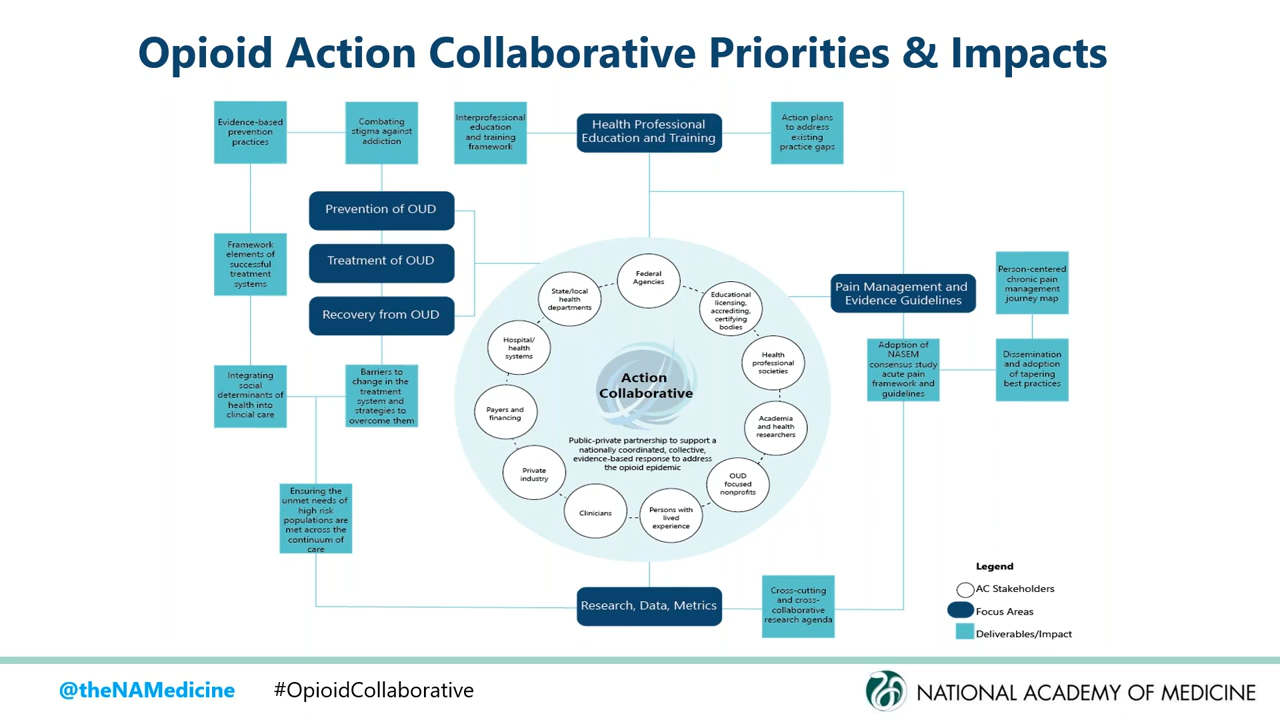 Opioid Action Collaborative Priorities & Impacts
Evidence-based
prevention
practices
Combating
stigma against
addiction
Interprofessional
education
and training
framework
Health Professional
Education and Training
Action plans
to address
existing
practice gaps
Prevention of OUD
Treatment of OUD
Recovery from OUD
Framework
elements of
successful
treatment
systems
Integrating
social
determinants of
health into
clincial care
Barriers to
change in the
treatment
system and
strategies to
overcome them
Ensuring the
unmet needs of
high risk
populations are
met across the
continuum of
care
Federal
Agencies
State/local
health
departments
Educational
licensing,
accrediting,
certifying
bodies
Hospital/
health
systems
Health
professional
societies
Payers and
financing
Academia
and health
researchers
Private
industry
OUD
focused
nonprofits
Clinicians
Persons with
lived
experience
Action
Collaborative
Public-private partnership to support a
nationally coordinated, collective,
evidence-based response to address
the opioid epidemic
Pain Management and
Evidence Guidelines
Person-centered
chronic pain
management
journey map
Adoption of
NASEM
consensus study
acute pain
framework and
guidelines
Dissemination
and adoption
of tapering
best practices
Research, Data, Metrics
Cross-cutting
and cross-
collaborative
research agenda
Legend
AC Stakeholders
Focus Areas
Deliverables/Impact
@theNAMedicine
#OpioidCollaborative
NATIONAL ACADEMY OF MEDICINE